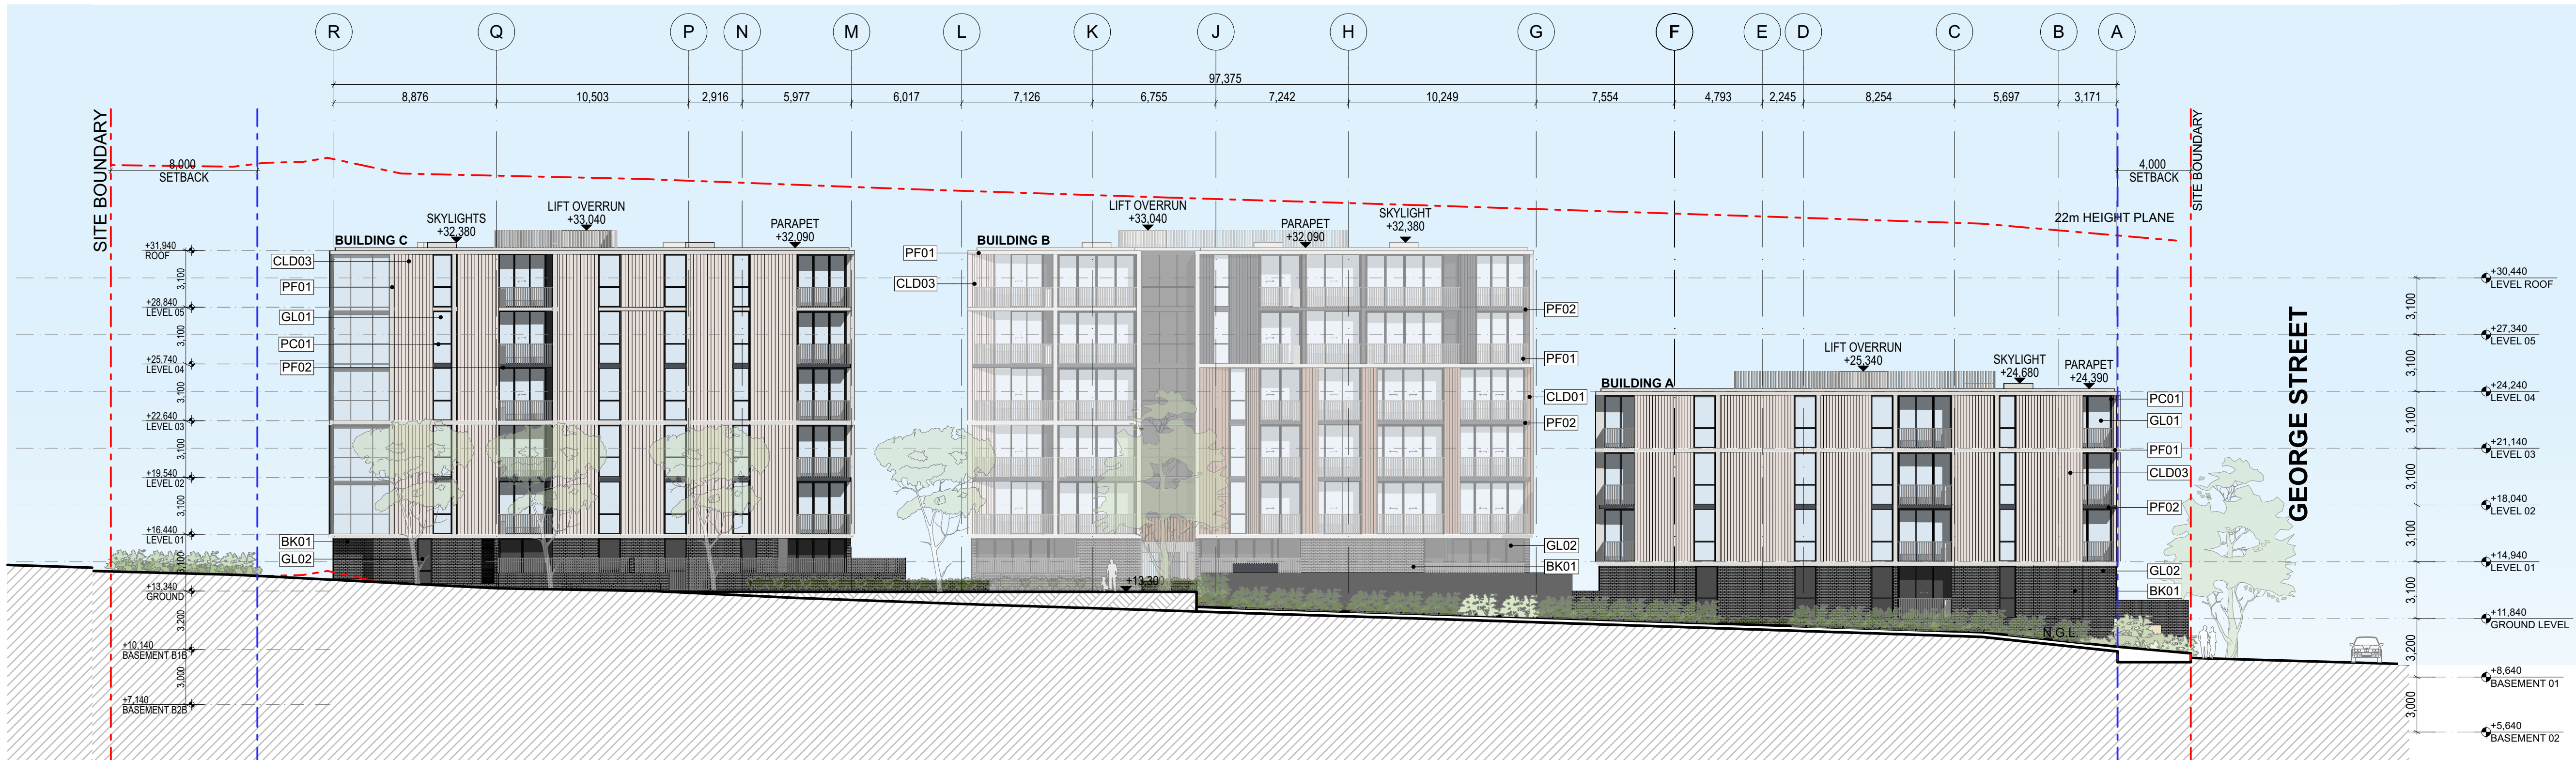 R Q P N M L K J H G F E D C B A
97,375
8,876 10,503 2,916 5,977 6,017 7,126 6,755 7,242 10,249 7,554 4,793 2,245 8,254 5,697 3,171
SITE BOUNDARY
8,000
SETBACK
4,000
SETBACK
SITE BOUNDARY
22m HEIGHT PLANE
BUILDING C
SKYLIGHTS
+32,380
LIFT OVERRUN
+33,040
PARAPET
+32,090
BUILDING B
LIFT OVERRUN
+33,040
PARAPET
+32,090
SKYLIGHT
+32,380
BUILDING A
LIFT OVERRUN
+25,340
SKYLIGHT
+24,680
PARAPET
+24,390
+31,940
ROOF
3,100
+28,840
LEVEL 05
3,100
+25,740
LEVEL 04
3,100
+22,640
LEVEL 03
3,100
+19,540
LEVEL 02
3,100
+16,440
LEVEL 01
3,100
+13,340
GROUND
3,200
+10,140
BASEMENT B1B
3,000
+7,140
BASEMENT B2B
CLD03
PF01
GL01
PC01
PF02
BK01
GL02
PF01
CLD03
PF02
PF01
CLD01
PF02
GL02
BK01
+13,300
PC01
GL01
PF01
CLD03
PF02
GL02
BK01
N.G.L.
GEORGE STREET
+30,440
LEVEL ROOF
3,100
+27,340
LEVEL 05
3,100
+24,240
LEVEL 04
3,100
+21,140
LEVEL 03
3,100
+18,040
LEVEL 02
3,100
+14,940
LEVEL 01
3,100
+11,840
GROUND LEVEL
3,200
+8,640
BASEMENT 01
3,000
+5,640
BASEMENT 02